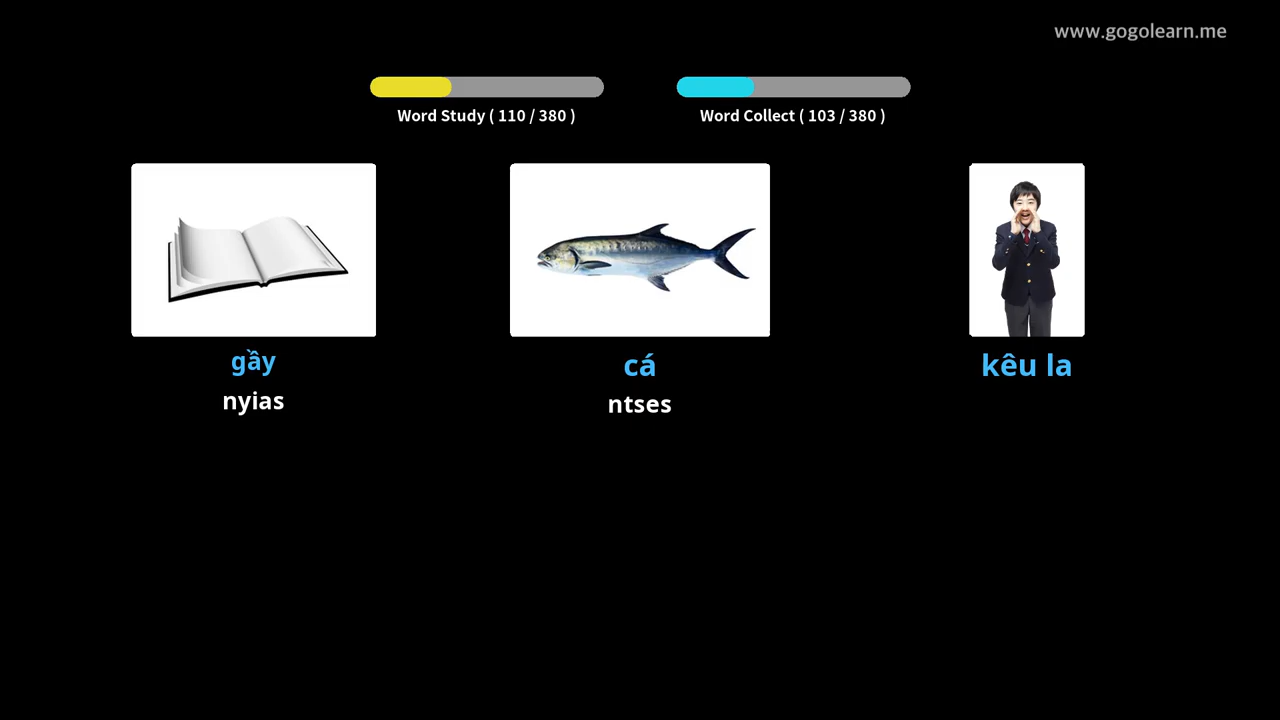 www.gogolearn.me
Word Study ( 110 / 380 )
Word Collect ( 103 / 380 )
gầy
nyias
cá
ntses
kêu la